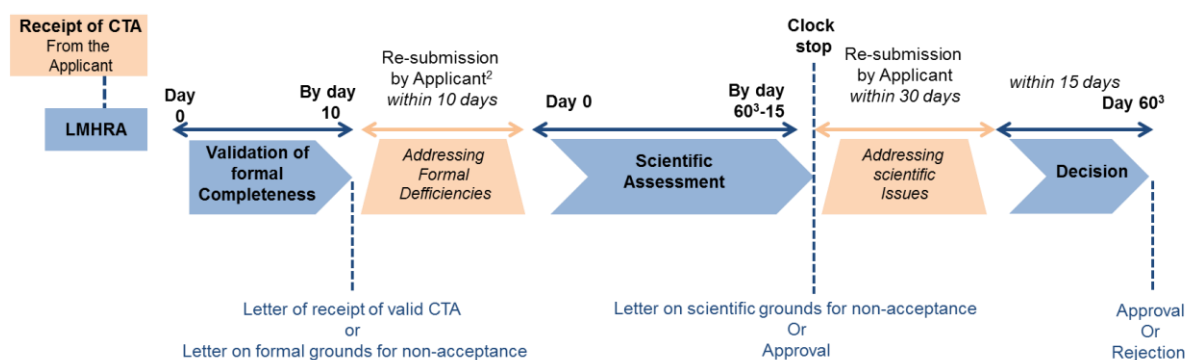 Receipt of CTA
From the
Applicant
LMHRA
Day
0
By day
10
Validation of
formal
Completeness
Re-submission
by Applicant²
within 10 days
Addressing
Formal
Defficiencies
Day 0
By day
60³-15
Scientific
Assessment
Clock
stop
Re-submission
by Applicant
within 30 days
Addressing
scientific
Issues
within 15 days
Day 60³
Decision
Letter of receipt of valid CTA
or
Letter on formal grounds for non-acceptance
Letter on scientific grounds for non-acceptance
Or
Approval
Approval
Or
Rejection